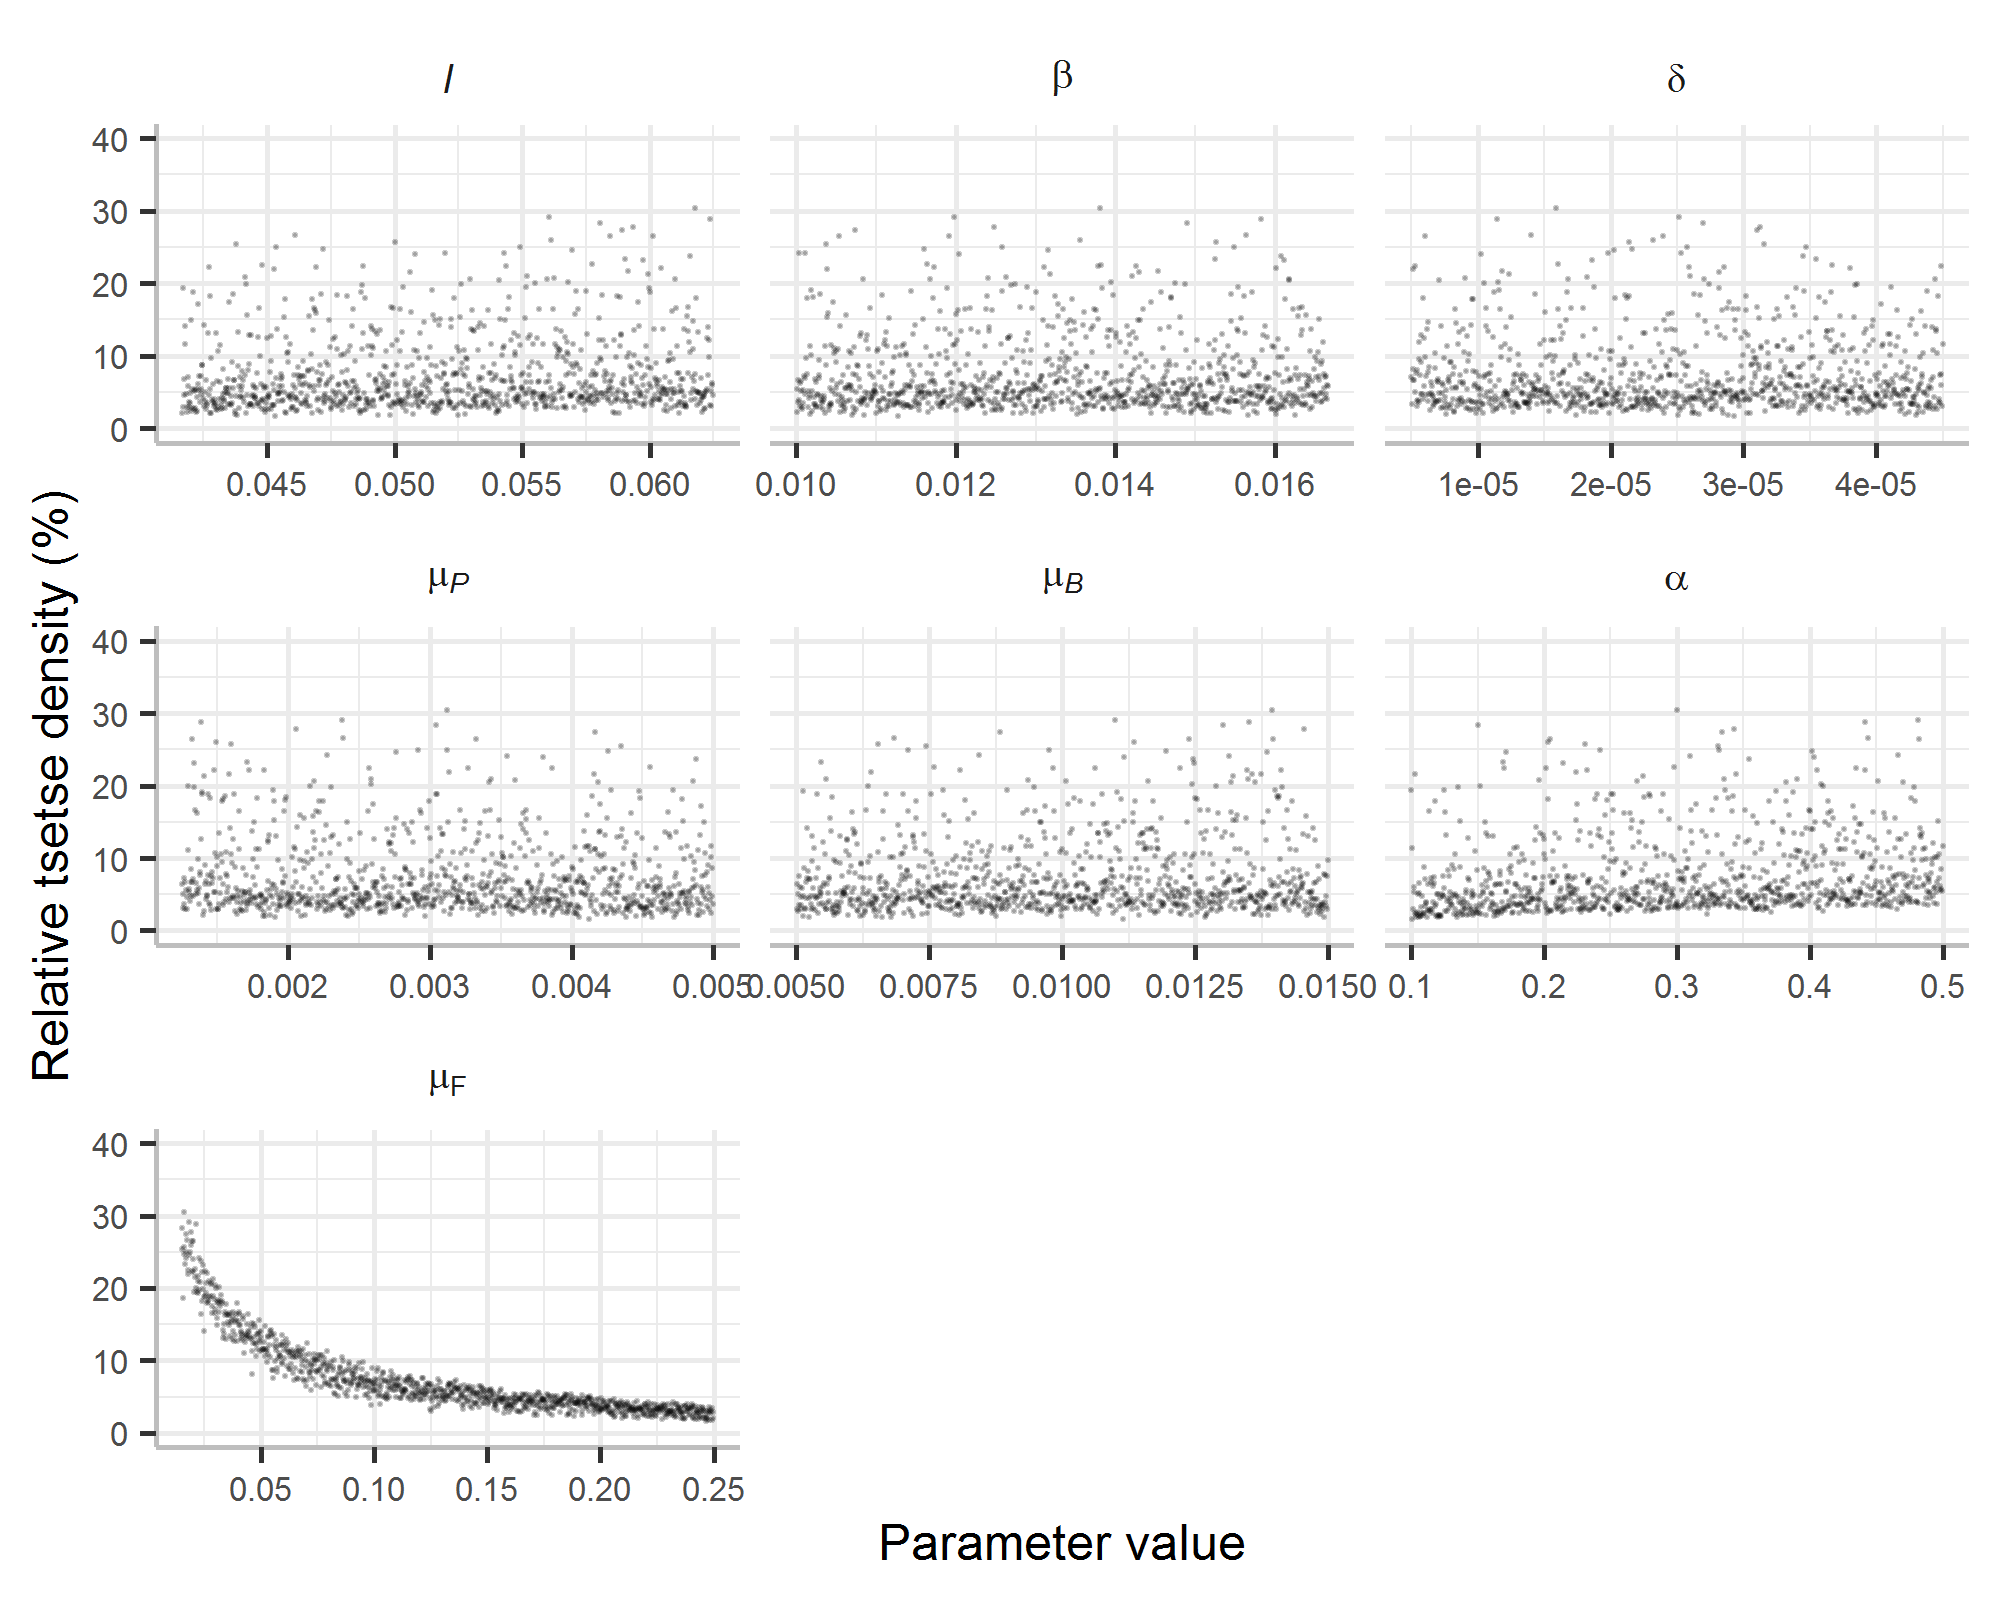 l β δ
40
30
20
10
0
0.045 0.050 0.055 0.060 0.010 0.012 0.014 0.016 1e-05 2e-05 3e-05 4e-05
Relative tsetse density (%)
μP μB α
40
30
20
10
0
0.002 0.003 0.004 0.005 0.0050 0.0075 0.0100 0.0125 0.0150 0.1 0.2 0.3 0.4 0.5
μF
40
30
20
10
0
0.05 0.10 0.15 0.20 0.25
Parameter value